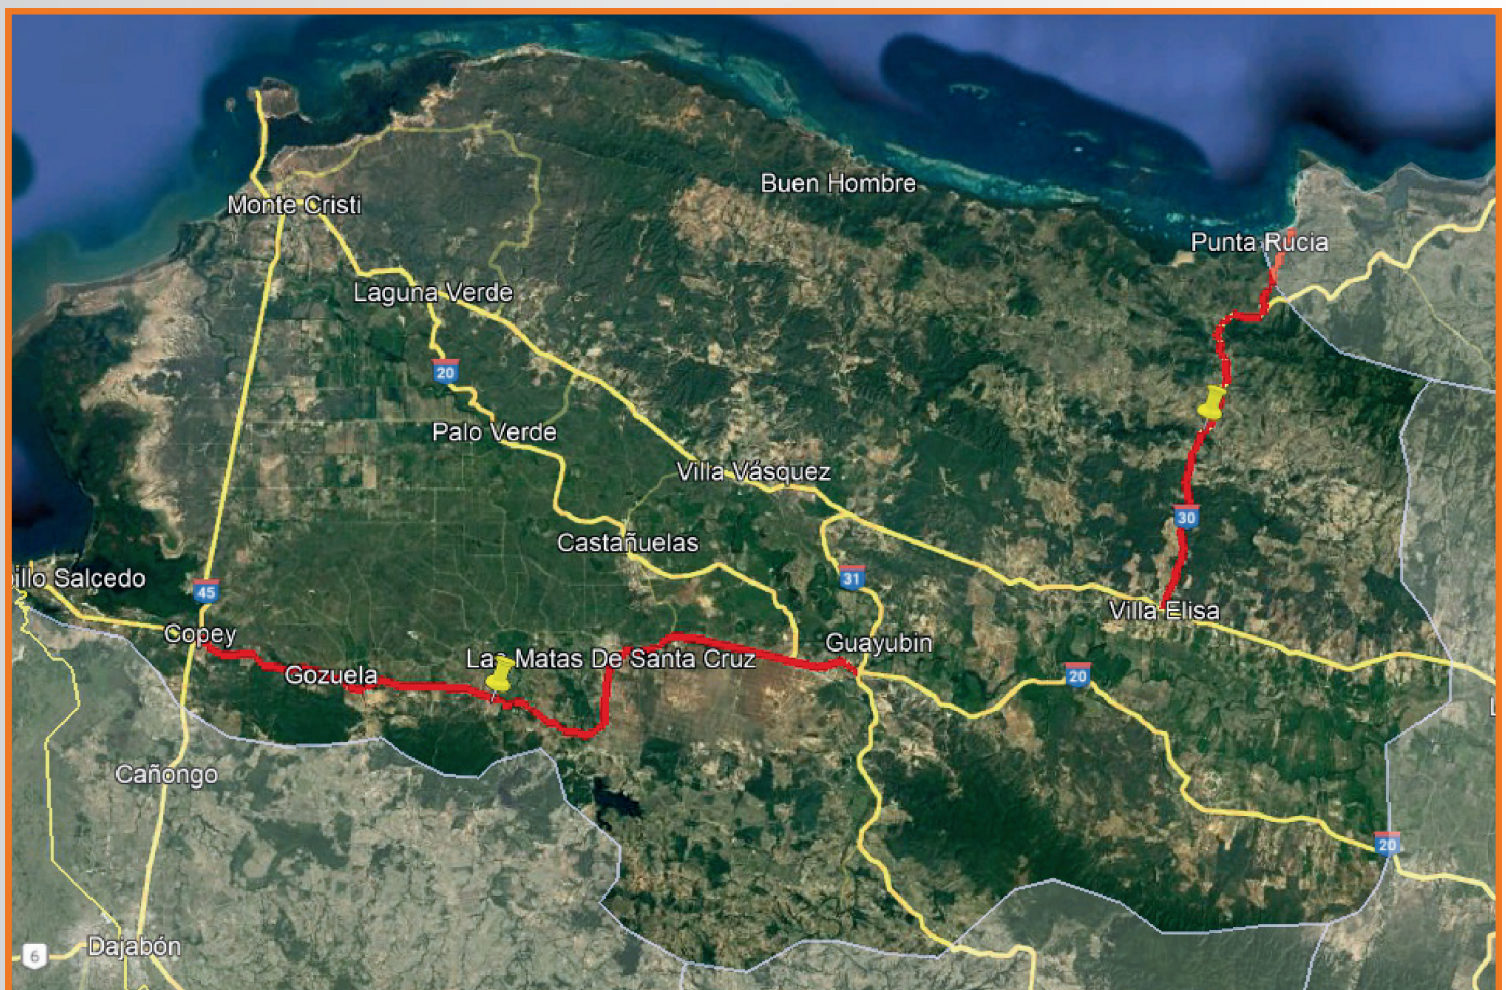 Buen Hombre
Monte Cristi
Punta Rucia
Laguna Verde
20
Palo Verde
Villa Vásquez
30
Castañuelas
31
illo Salcedo
45
Villa Elisa
Copey
Guayubin
Las Matas De Santa Cruz
Gozuela
20
Cañongo
20
Dajabón
6